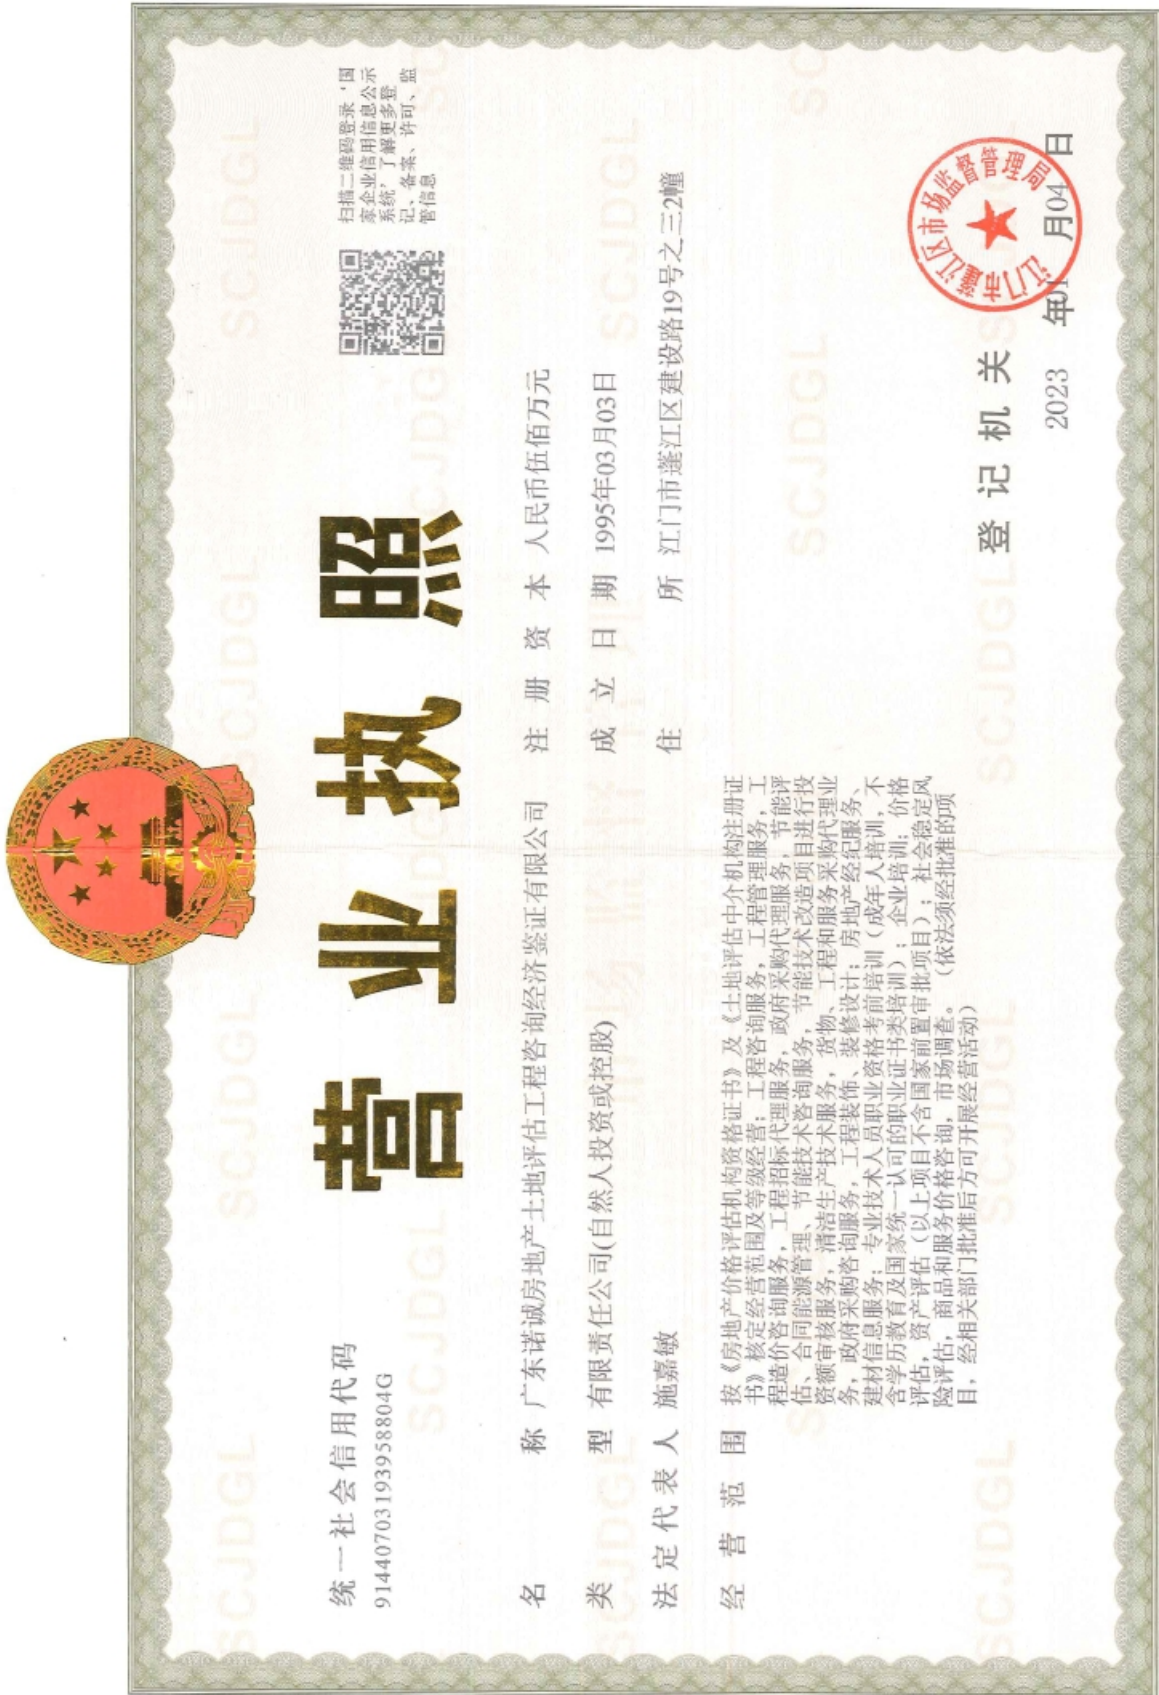 营业执照
统一社会信用代码
91440703193958804G
扫描二维码登录‘国
家企业信用信息公示
系统’了解更多登
记、备案、许可、监
管信息
名称 广东诺诚房地产土地评估工程咨询经济鉴证有限公司
类型 有限责任公司(自然人投资或控股)
法定代表人 施嘉敏
经营范围 按《房地产价格评估机构资格证书》及《土地评估中介机构注册证
书》核定经营范围及等级经营；工程咨询服务，工程管理服务，工
程造价咨询服务，工程招标代理服务，政府采购代理服务，节能评
估、合同能源管理、节能技术咨询服务，节能技术改造项目进行投
资额审核服务，清洁生产技术服务，货物、工程和服务采购代理业
务，政府采购咨询服务，工程装饰、装修设计；房地产经纪服务、
建材信息服务；专业技术人员职业资格考前培训（成年人培训，不
含学历教育及国家统一认可的职业证书类培训）；企业培训；价格
评估，资产评估（以上项目不含国家前置审批项目）；社会稳定风
险评估，商品和服务价格咨询，市场调查。（依法须经批准的项
目，经相关部门批准后方可开展经营活动）
注册资本 人民币伍佰万元
成立日期 1995年03月03日
住所 江门市蓬江区建设路19号之三2幢
登记机关
江门市蓬江区市场监督管理局
2023 年01月04日
SCJDGL